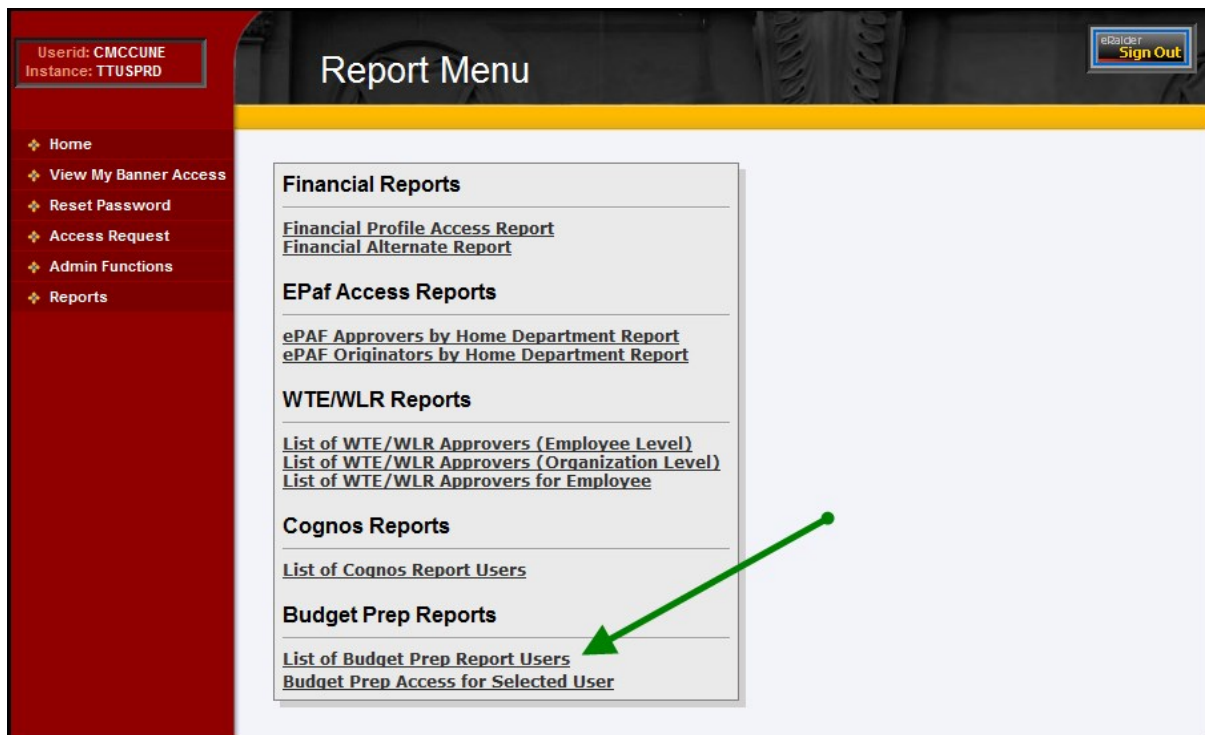 Userid: CMCCUNE
Instance: TTUSPRD
Report Menu
eRaider
Sign Out
Home
View My Banner Access
Reset Password
Access Request
Admin Functions
Reports
Financial Reports
Financial Profile Access Report
Financial Alternate Report
EPaf Access Reports
ePAF Approvers by Home Department Report
ePAF Originators by Home Department Report
WTE/WLR Reports
List of WTE/WLR Approvers (Employee Level)
List of WTE/WLR Approvers (Organization Level)
List of WTE/WLR Approvers for Employee
Cognos Reports
List of Cognos Report Users
Budget Prep Reports
List of Budget Prep Report Users
Budget Prep Access for Selected User